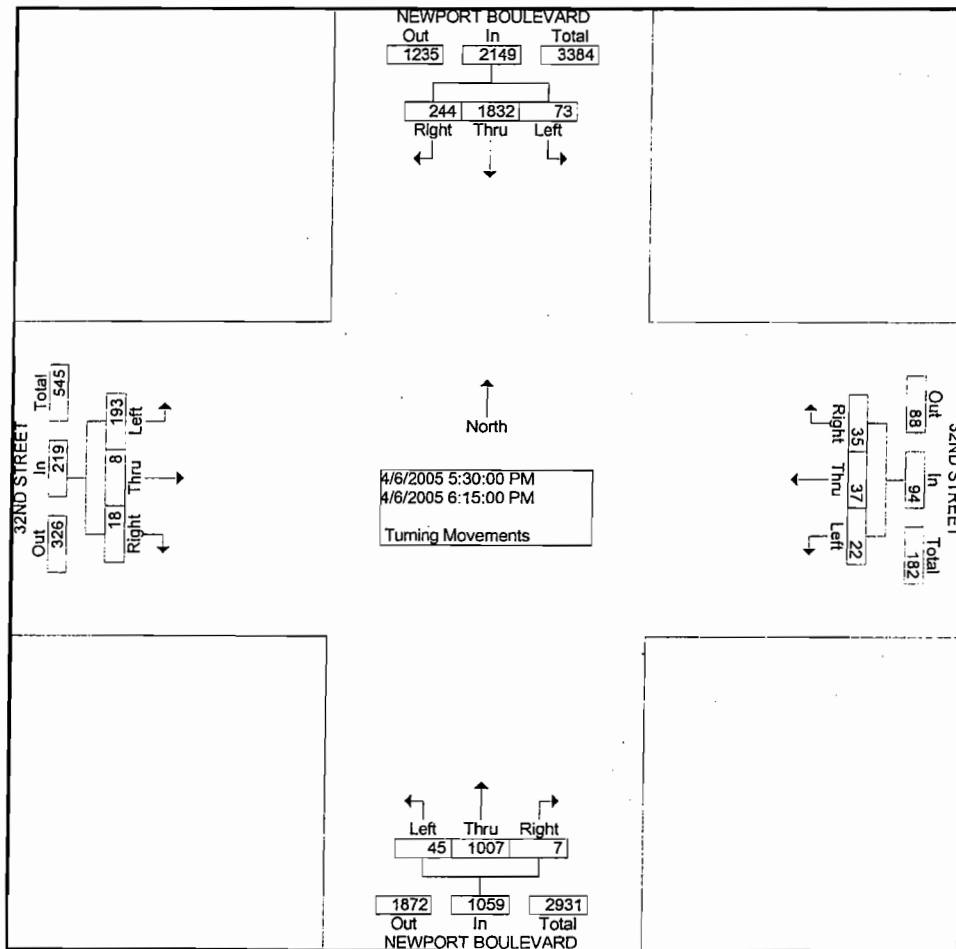 NEWPORT BOULEVARD
Out In Total
1235 2149 3384
244 1832 73
Right Thru Left
North
4/6/2005 5:30:00 PM
4/6/2005 6:15:00 PM
Turning Movements
32ND STREET
Out In Total
326 219 545
18 8 193
Right Thru Left
32ND STREET
Out In Total
88 94 182
35 37 22
Right Thru Left
Left Thru Right
45 1007 7
1872 1059 2931
Out In Total
NEWPORT BOULEVARD